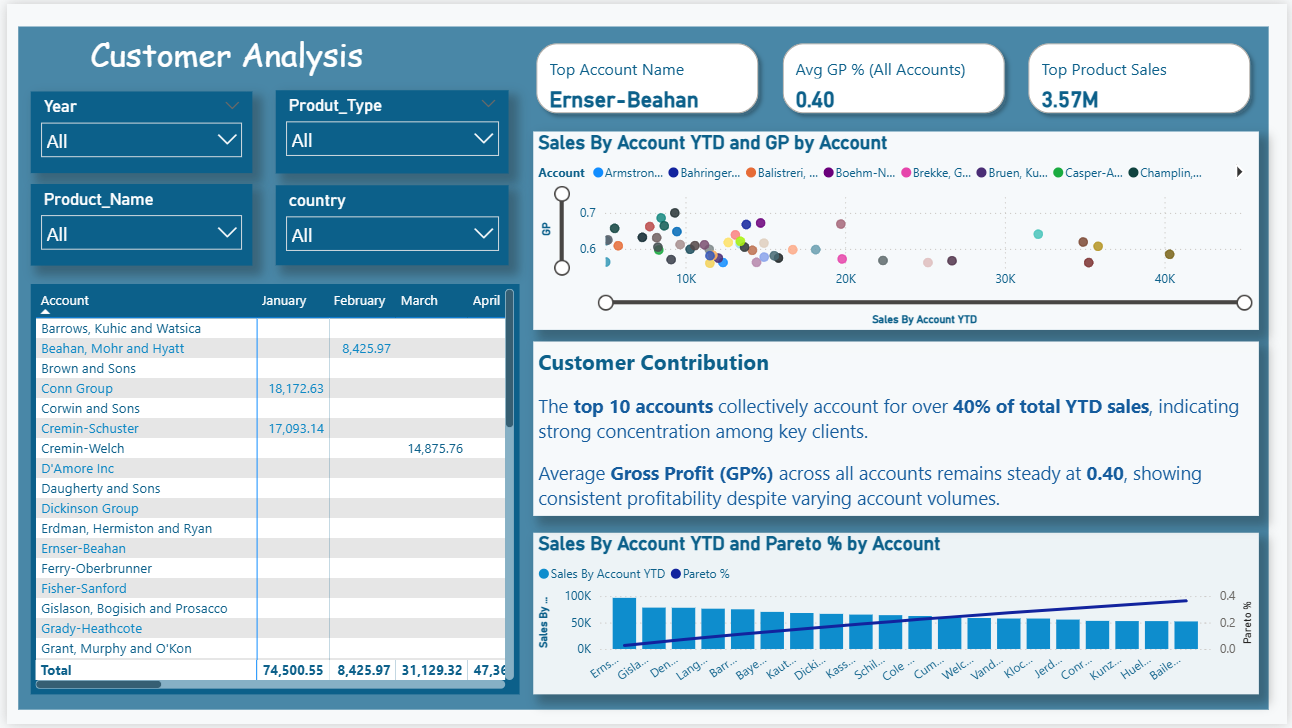 Customer Analysis
Top Account Name
Ernser-Beahan
Avg GP % (All Accounts)
0.40
Top Product Sales
3.57M
Year
All
Produt_Type
All
Product_Name
All
country
All
Account January February March April
Barrows, Kuhic and Watsica
Beahan, Mohr and Hyatt 8,425.97
Brown and Sons
Conn Group 18,172.63
Corwin and Sons
Cremin-Schuster 17,093.14
Cremin-Welch 14,875.76
D'Amore Inc
Daugherty and Sons
Dickinson Group
Erdman, Hermiston and Ryan
Ernser-Beahan
Ferry-Oberbrunner
Fisher-Sanford
Gislason, Bogisich and Prosacco
Grady-Heathcote
Grant, Murphy and O'Kon
Total 74,500.55 8,425.97 31,129.32 47,36
Sales By Account YTD and GP by Account
Account Armstron... Bahringer... Balistreri, ... Boehm-N... Brekke, G... Bruen, Ku... Casper-A... Champlin,...
GP
0.7
0.6
10K 20K 30K 40K
Sales By Account YTD
Customer Contribution
The top 10 accounts collectively account for over 40% of total YTD sales, indicating
strong concentration among key clients.
Average Gross Profit (GP%) across all accounts remains steady at 0.40, showing
consistent profitability despite varying account volumes.
Sales By Account YTD and Pareto % by Account
Sales By Account YTD Pareto %
Sales By ...
100K
50K
0K
0.4
0.2
0.0
Pareto %
Erns... Gisla... Den... Lang... Barr... Baye... Kaut... Dicki... Kass... Schil... Cole ... Cum... Welc... Vand... Kloc... Jerd... Conr... Kunz... Huel... Baile...